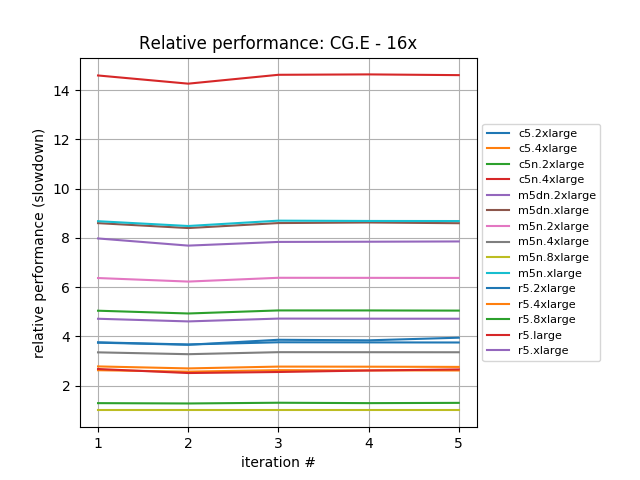 Relative performance: CG.E - 16x
relative performance (slowdown)
14
12
10
8
6
4
2
1 2 3 4 5
iteration #
c5.2xlarge
c5.4xlarge
c5n.2xlarge
c5n.4xlarge
m5dn.2xlarge
m5dn.xlarge
m5n.2xlarge
m5n.4xlarge
m5n.8xlarge
m5n.xlarge
r5.2xlarge
r5.4xlarge
r5.8xlarge
r5.large
r5.xlarge